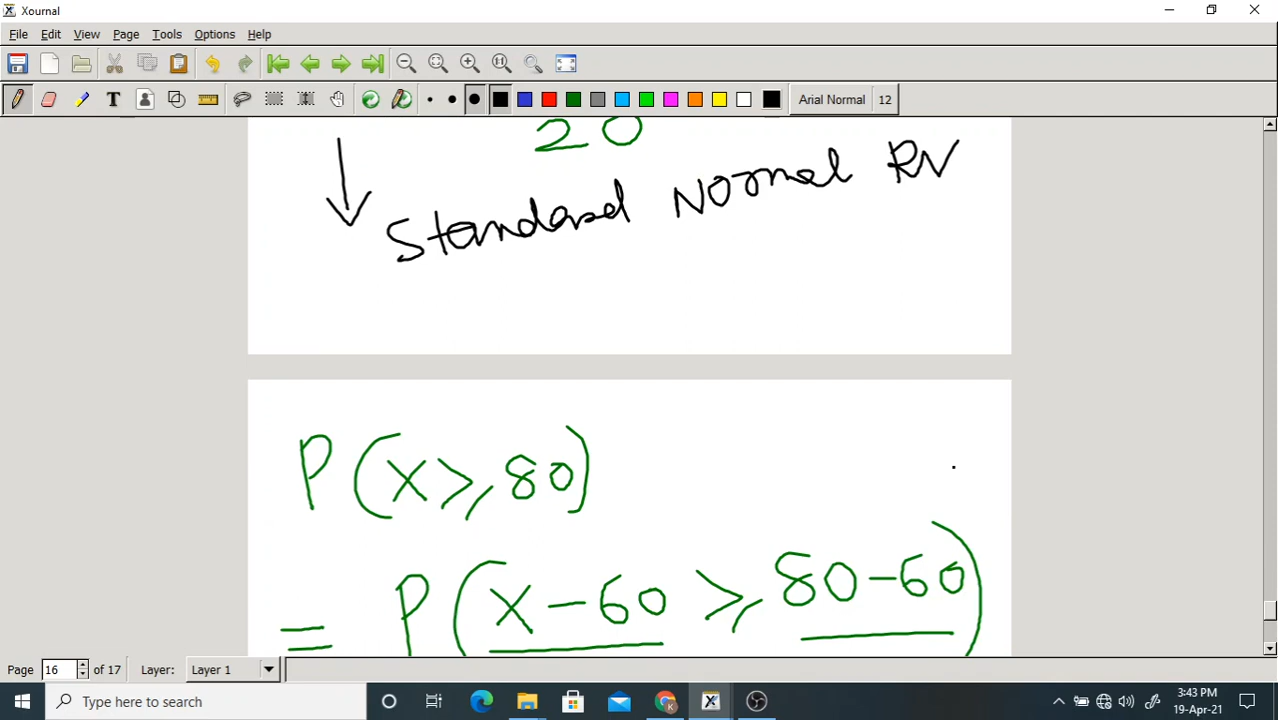 Xournal
File Edit View Page Tools Options Help
Arial Normal 12
20
Standard Normal RV
P(X≥80)
= P(X-60 ≥ 80-60)
Page 16 of 17 Layer: Layer 1
Type here to search
3:43 PM
19-Apr-21